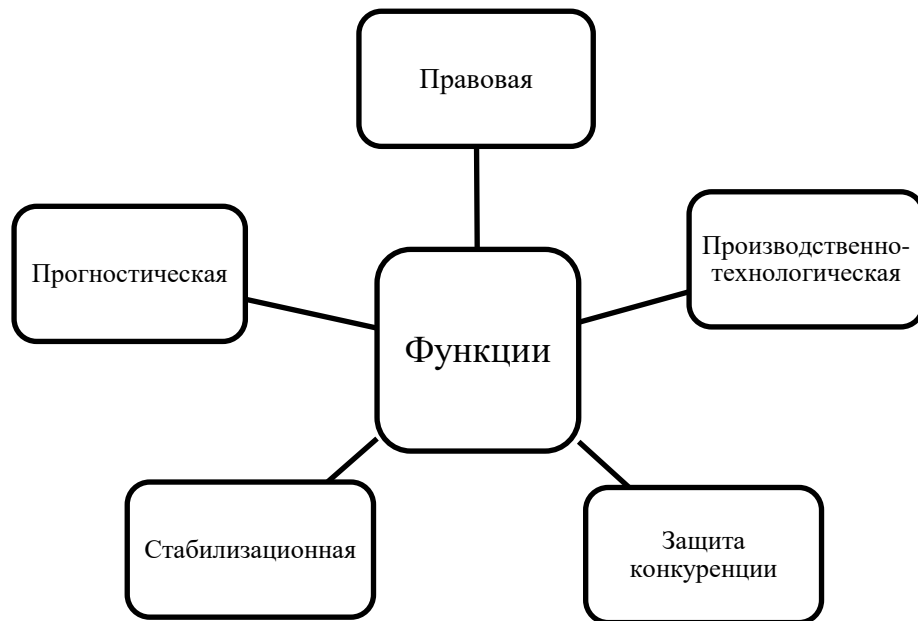 Правовая
Прогностическая
Производственно-
технологическая
Функции
Стабилизационная
Защита
конкуренции